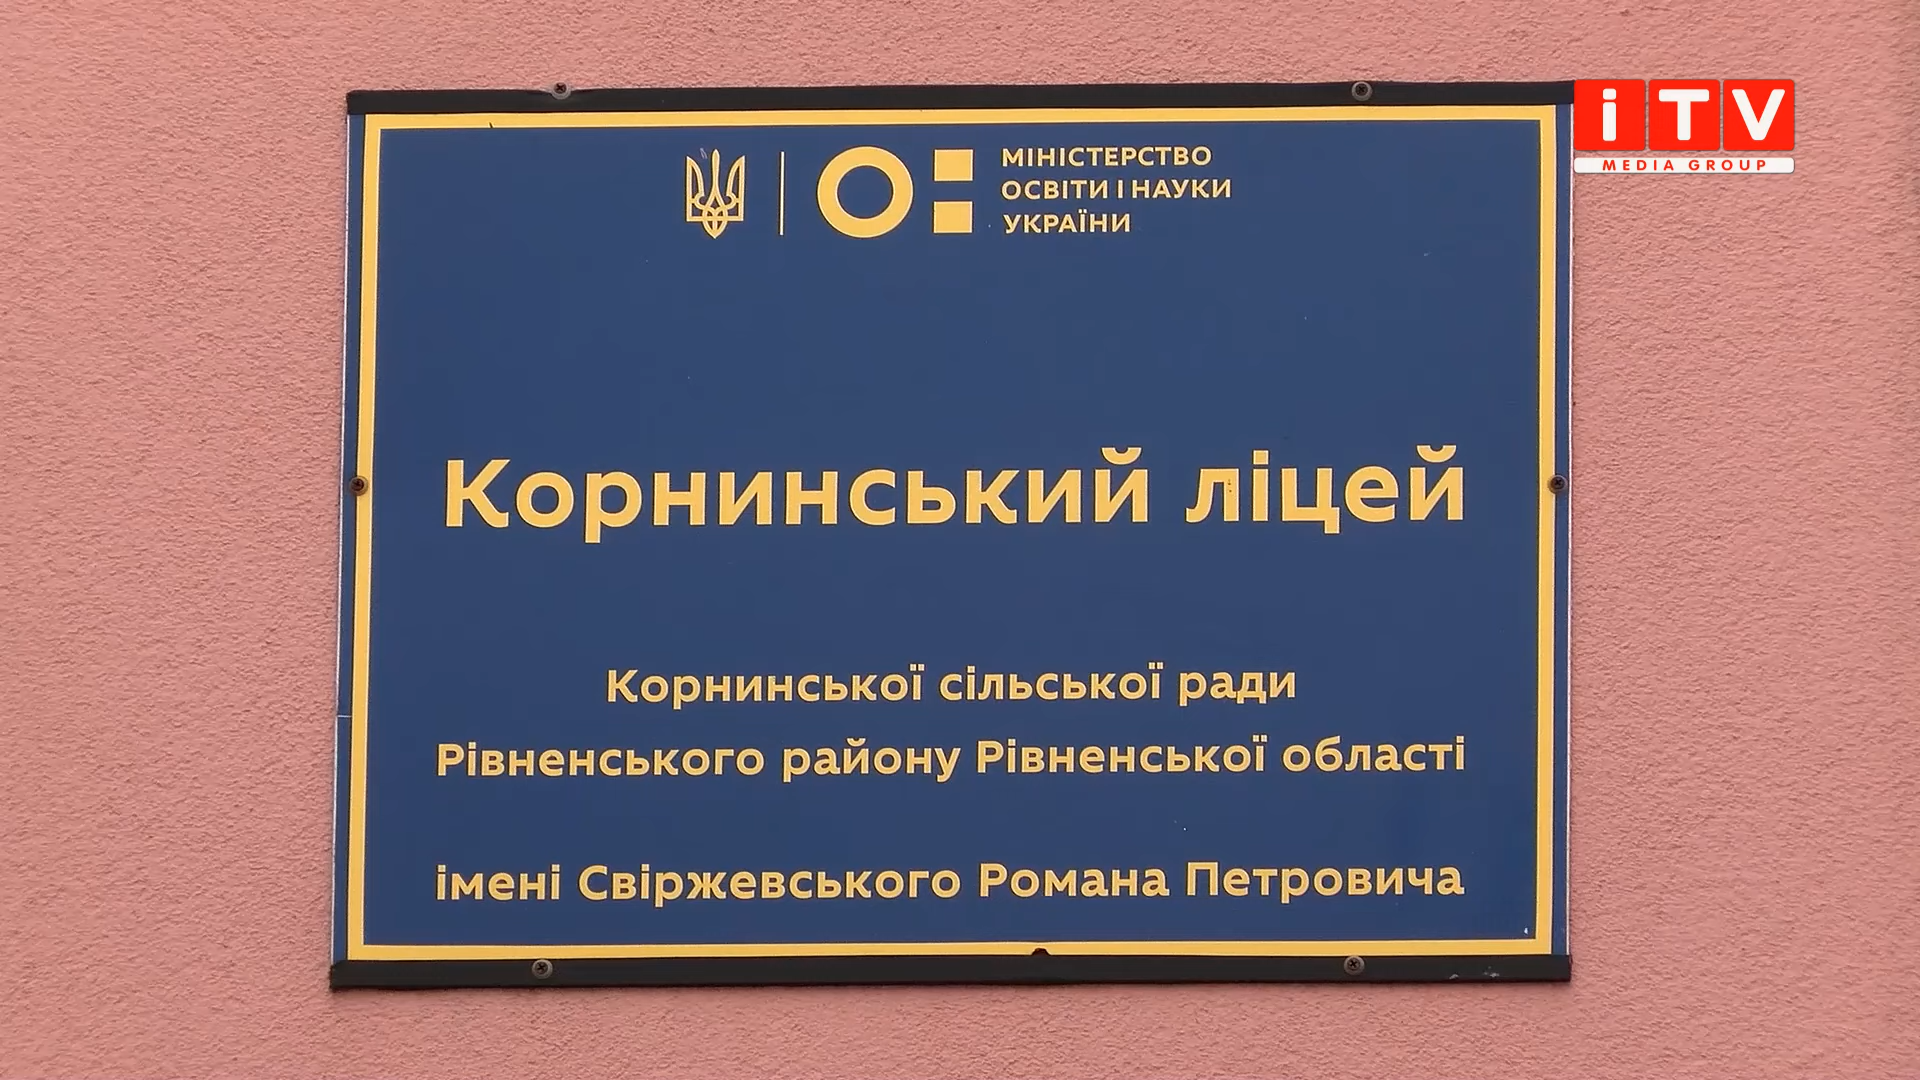 iTV
MEDIA GROUP
МІНІСТЕРСТВО
ОСВІТИ І НАУКИ
УКРАЇНИ
Корнинський ліцей
Корнинської сільської ради
Рівненського району Рівненської області
імені Свіржевського Романа Петровича